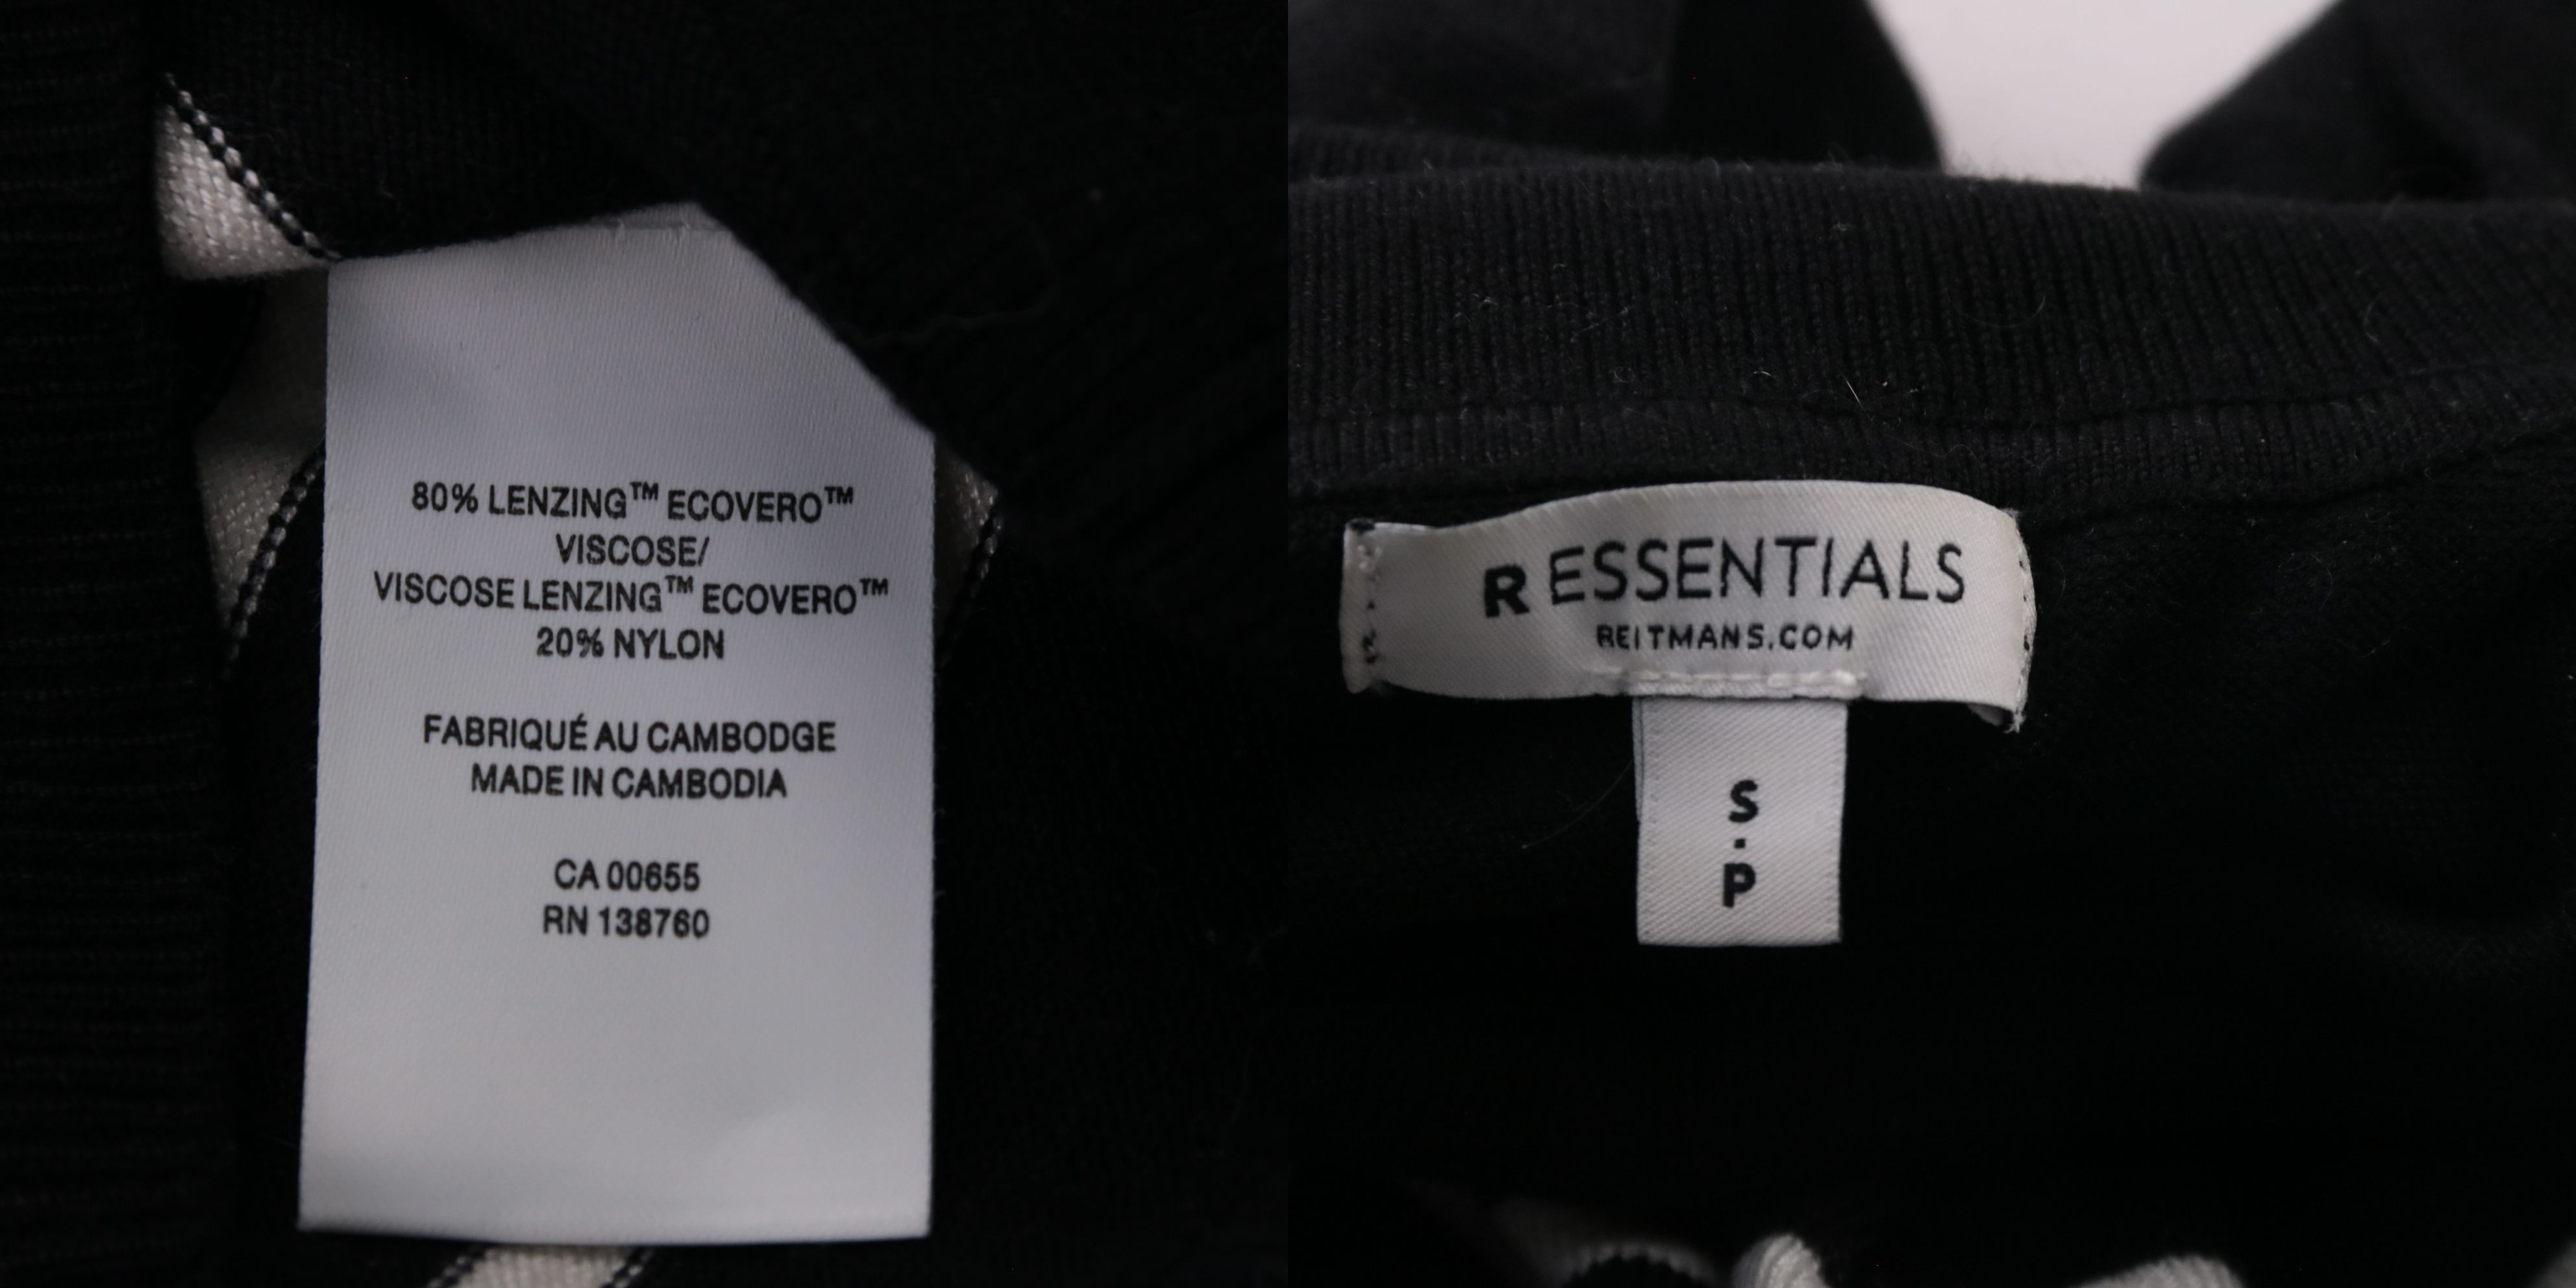 80% LENZING™ ECOVERO™
VISCOSE/
VISCOSE LENZING™ ECOVERO™
20% NYLON
FABRIQUÉ AU CAMBODGE
MADE IN CAMBODIA
CA 00655
RN 138760
R ESSENTIALS
REITMANS.COM
S
.
P